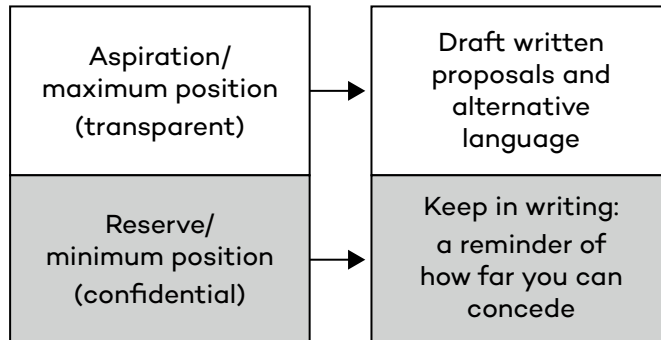 Aspiration/
maximum position
(transparent)
Draft written
proposals and
alternative
language
Reserve/
minimum position
(confidential)
Keep in writing:
a reminder of
how far you can
concede